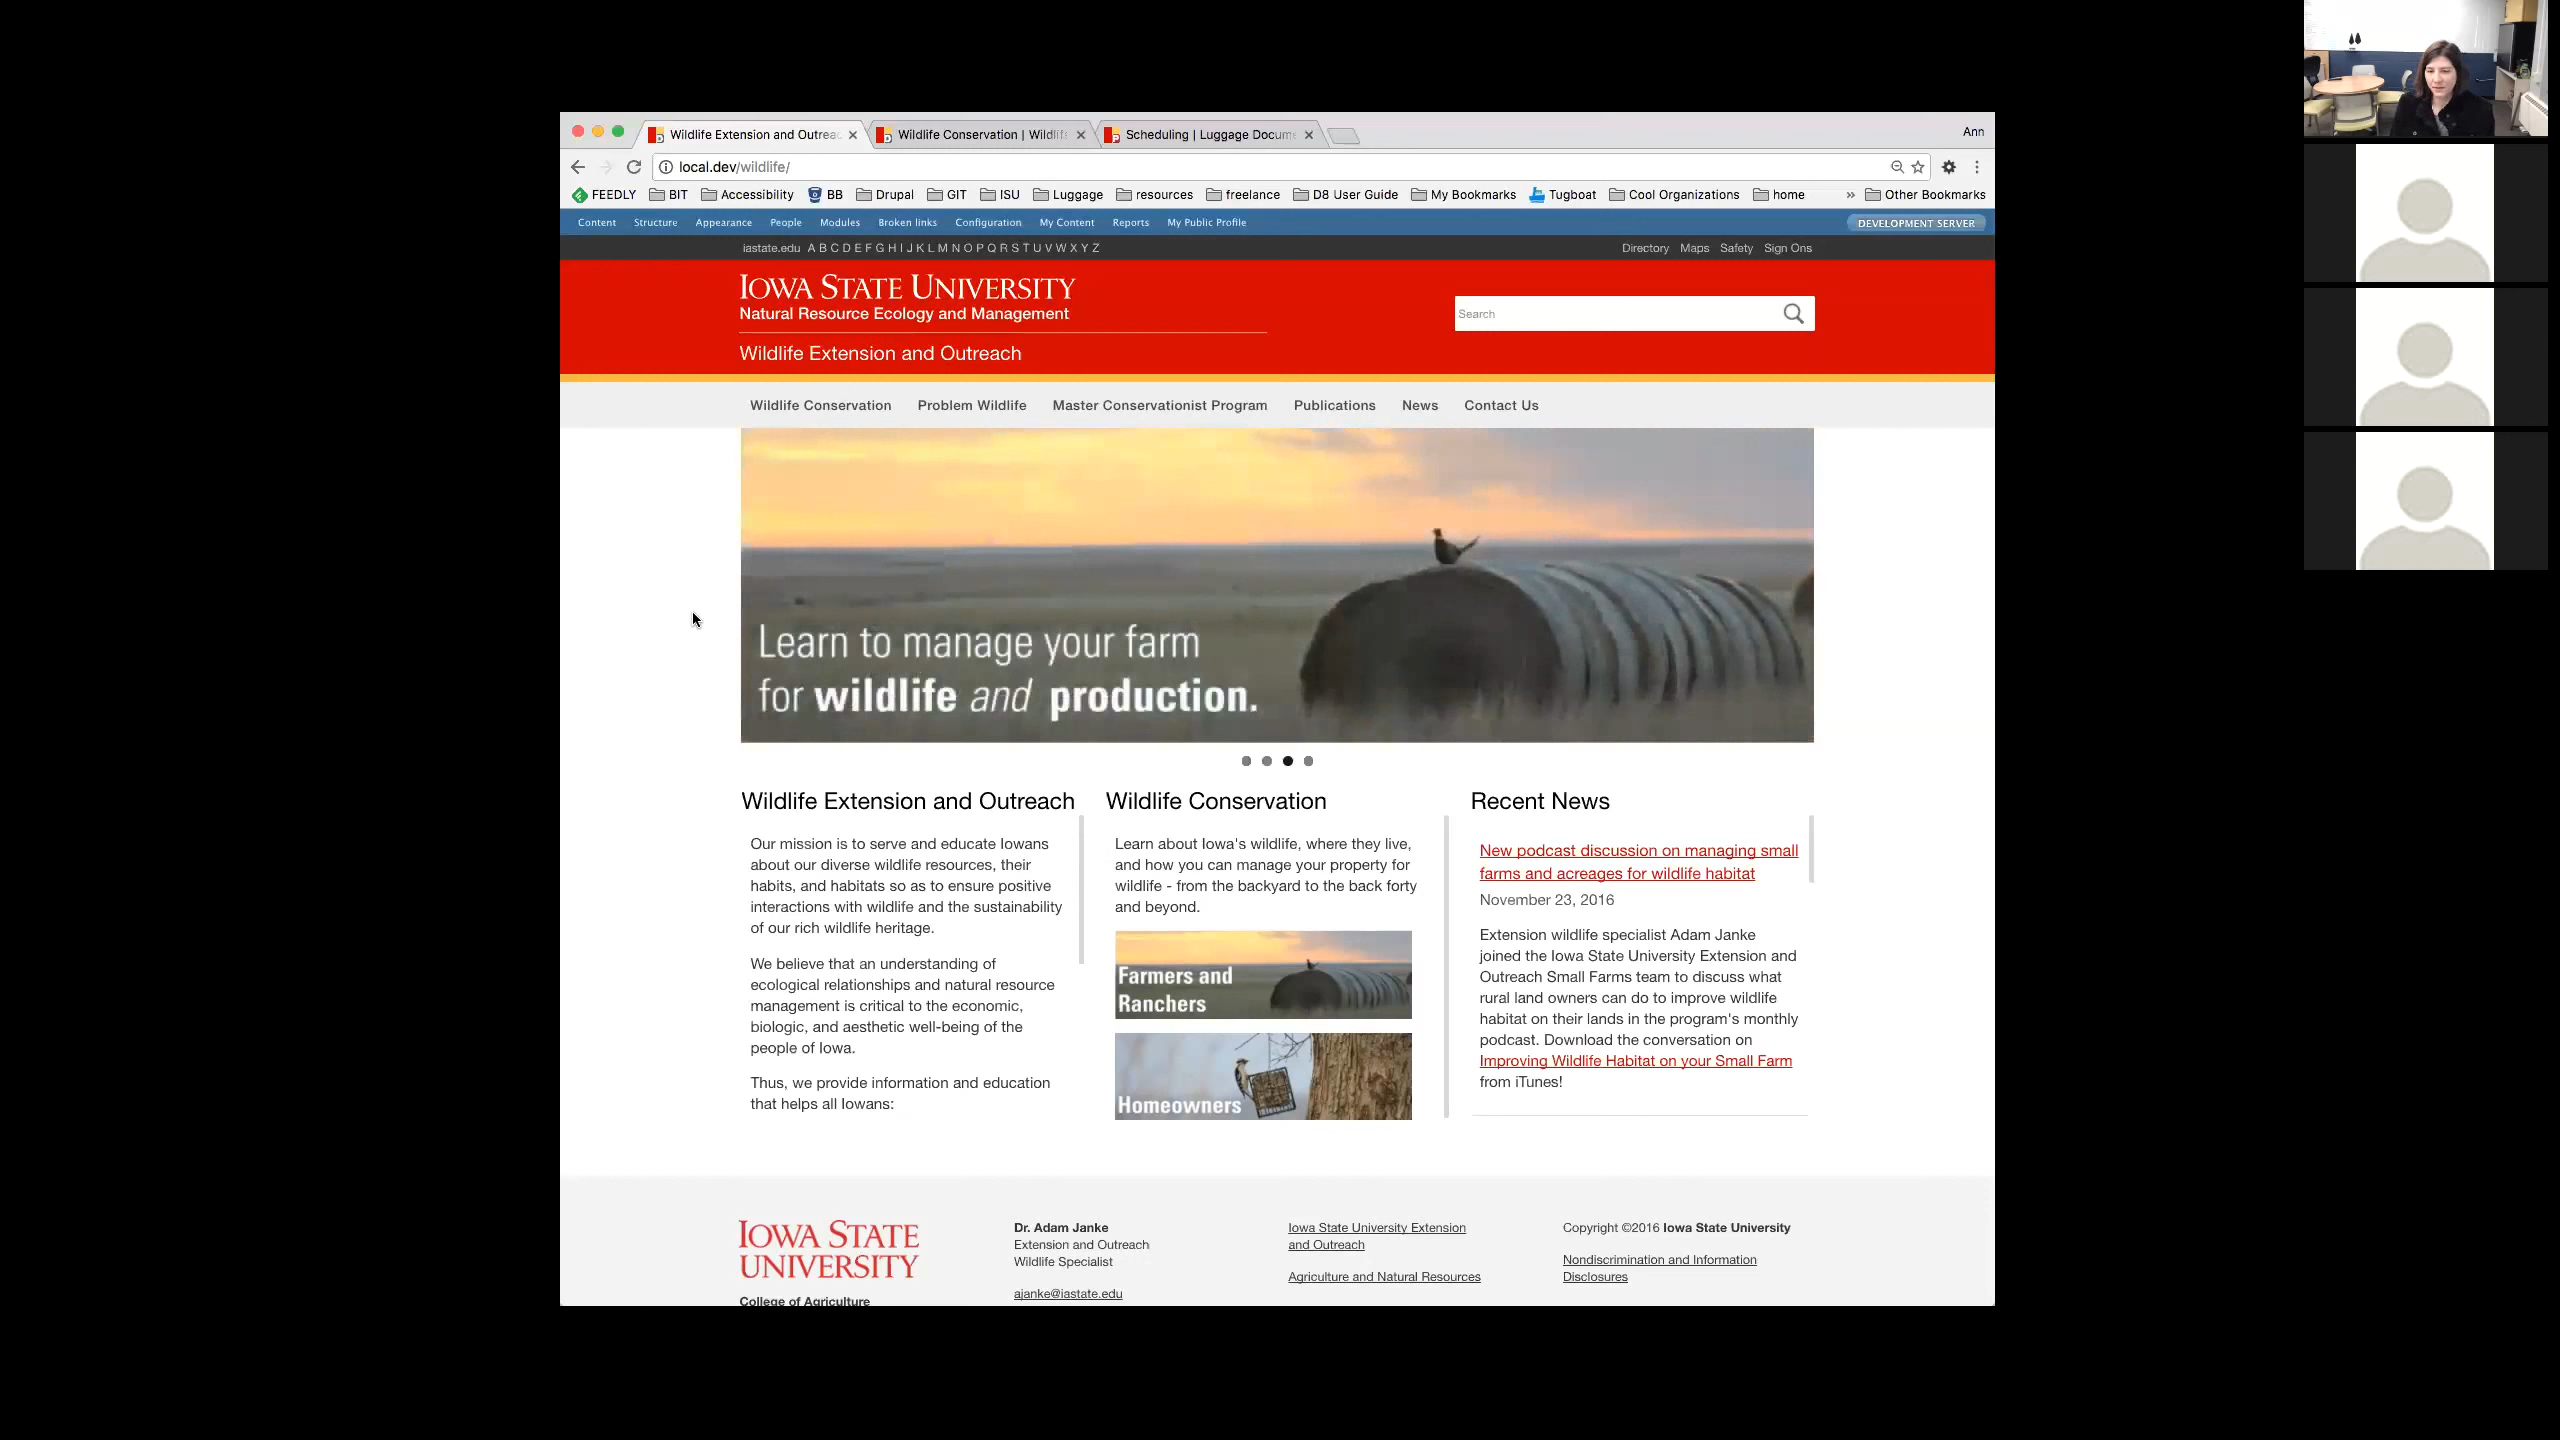 Wildlife Extension and Outreac
Wildlife Conservation | Wildlif
Scheduling | Luggage Docum
Ann
local.dev/wildlife/
FEEDLY BIT Accessibility BB Drupal GIT ISU Luggage resources freelance D8 User Guide My Bookmarks Tugboat Cool Organizations home » Other Bookmarks
Content Structure Appearance People Modules Broken links Configuration My Content Reports My Public Profile DEVELOPMENT SERVER
iastate.edu A B C D E F G H I J K L M N O P Q R S T U V W X Y Z Directory Maps Safety Sign Ons
IOWA STATE UNIVERSITY
Natural Resource Ecology and Management
Search
Wildlife Extension and Outreach
Wildlife Conservation Problem Wildlife Master Conservationist Program Publications News Contact Us
Learn to manage your farm
for wildlife and production.
Wildlife Extension and Outreach
Our mission is to serve and educate Iowans
about our diverse wildlife resources, their
habits, and habitats so as to ensure positive
interactions with wildlife and the sustainability
of our rich wildlife heritage.
We believe that an understanding of
ecological relationships and natural resource
management is critical to the economic,
biologic, and aesthetic well-being of the
people of Iowa.
Thus, we provide information and education
that helps all Iowans:
Wildlife Conservation
Learn about Iowa's wildlife, where they live,
and how you can manage your property for
wildlife - from the backyard to the back forty
and beyond.
Farmers and
Ranchers
Homeowners
Recent News
New podcast discussion on managing small
farms and acreages for wildlife habitat
November 23, 2016
Extension wildlife specialist Adam Janke
joined the Iowa State University Extension and
Outreach Small Farms team to discuss what
rural land owners can do to improve wildlife
habitat on their lands in the program's monthly
podcast. Download the conversation on
Improving Wildlife Habitat on your Small Farm
from iTunes!
IOWA STATE
UNIVERSITY
College of Agriculture
Dr. Adam Janke
Extension and Outreach
Wildlife Specialist
ajanke@iastate.edu
Iowa State University Extension
and Outreach
Agriculture and Natural Resources
Copyright ©2016 Iowa State University
Nondiscrimination and Information
Disclosures